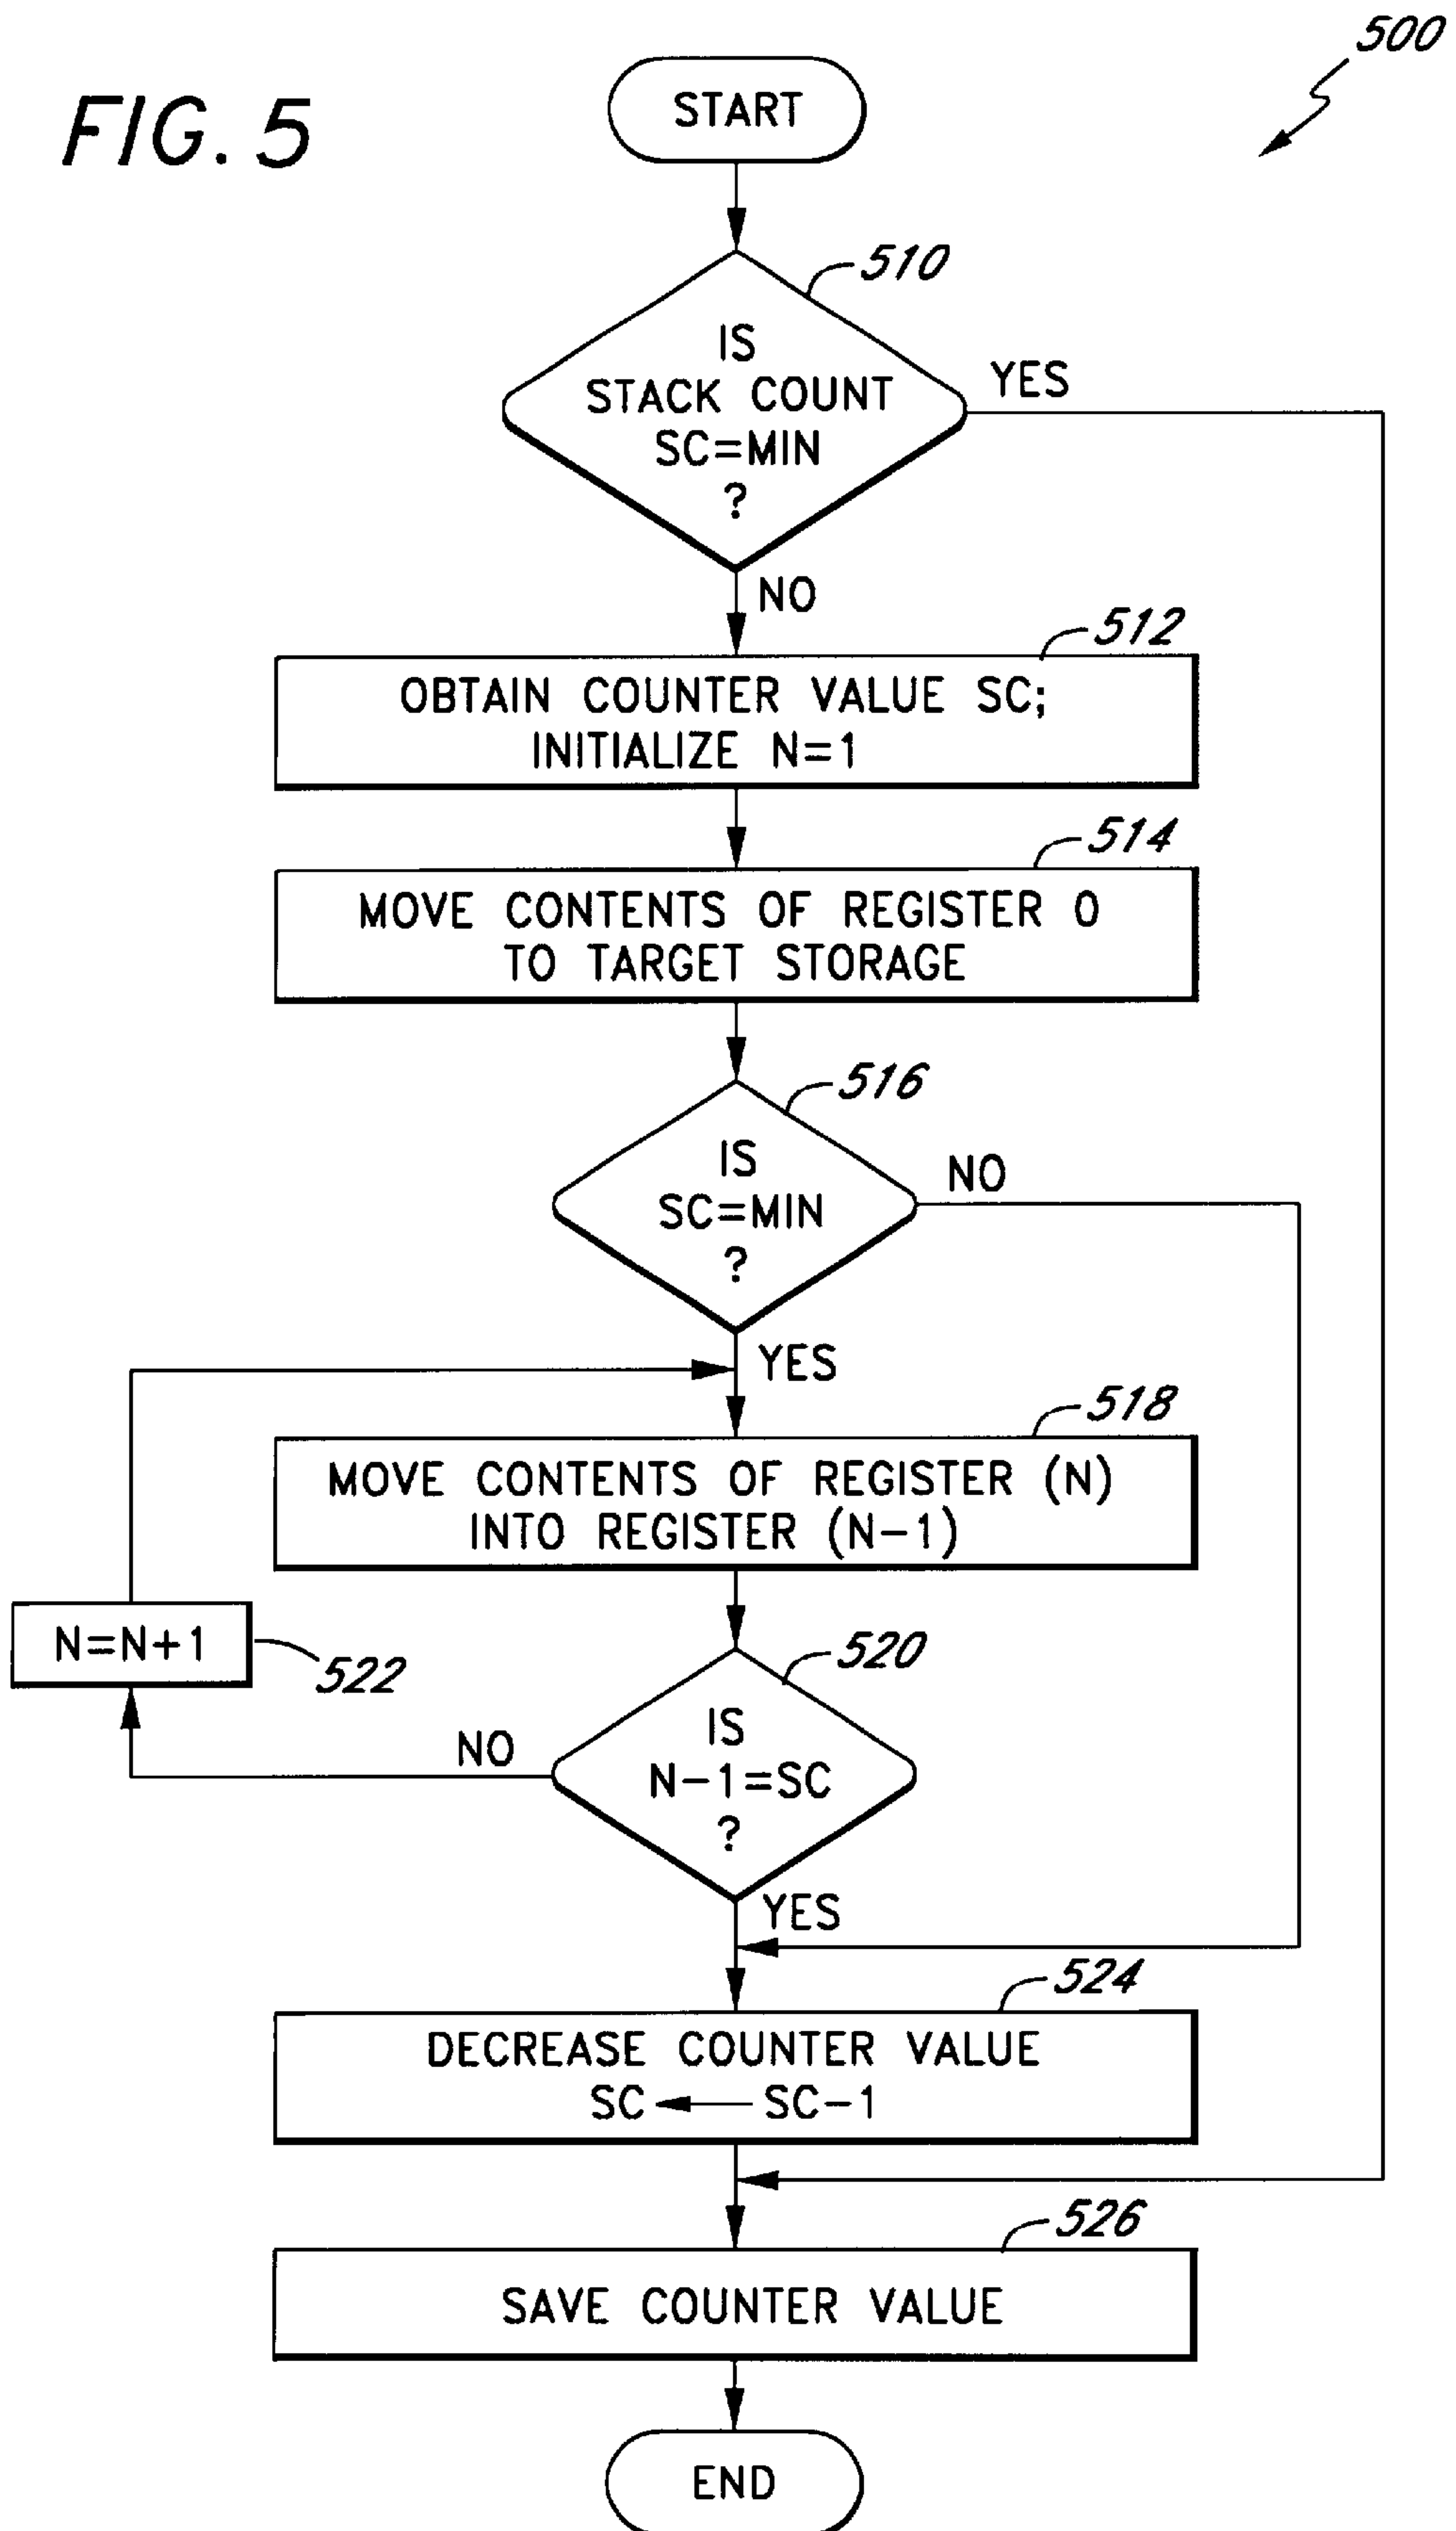 500
FIG. 5
START
510
IS
STACK COUNT
SC=MIN
?
YES
NO
512
OBTAIN COUNTER VALUE SC;
INITIALIZE N=1
514
MOVE CONTENTS OF REGISTER 0
TO TARGET STORAGE
516
IS
SC=MIN
?
NO
YES
518
MOVE CONTENTS OF REGISTER (N)
INTO REGISTER (N-1)
N=N+1
522
520
IS
N-1=SC
?
NO
YES
524
DECREASE COUNTER VALUE
SC ← SC-1
526
SAVE COUNTER VALUE
END